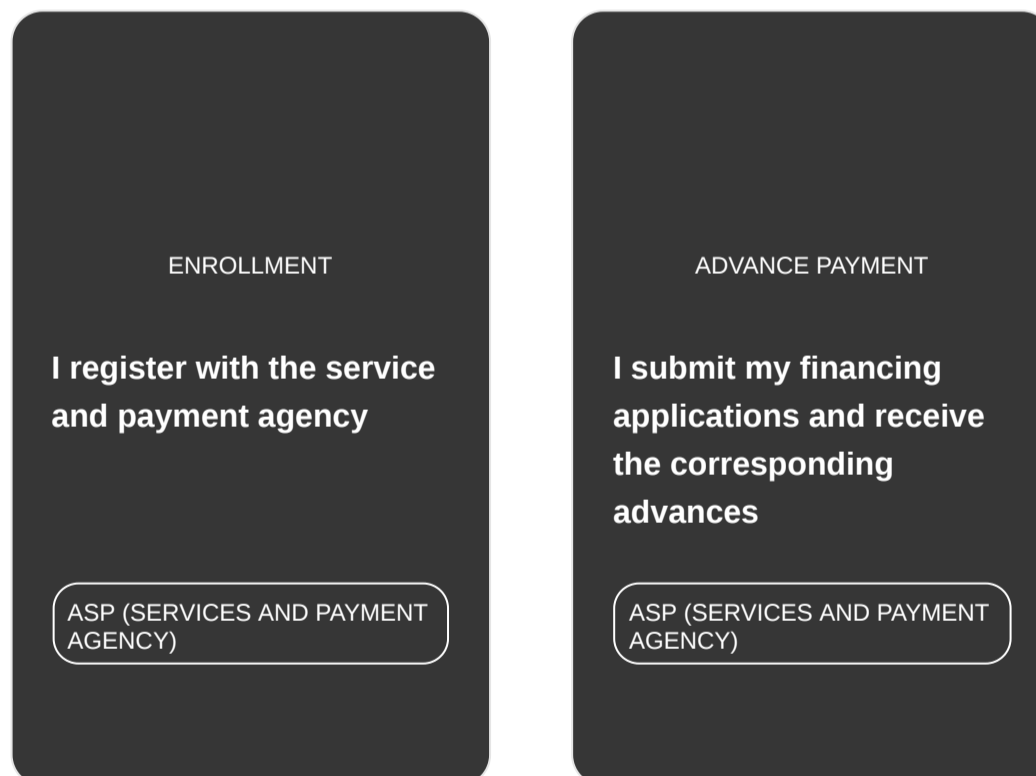 ENROLLMENT
I register with the service
and payment agency
ASP (SERVICES AND PAYMENT
AGENCY)
ADVANCE PAYMENT
I submit my financing
applications and receive
the corresponding
advances
ASP (SERVICES AND PAYMENT
AGENCY)